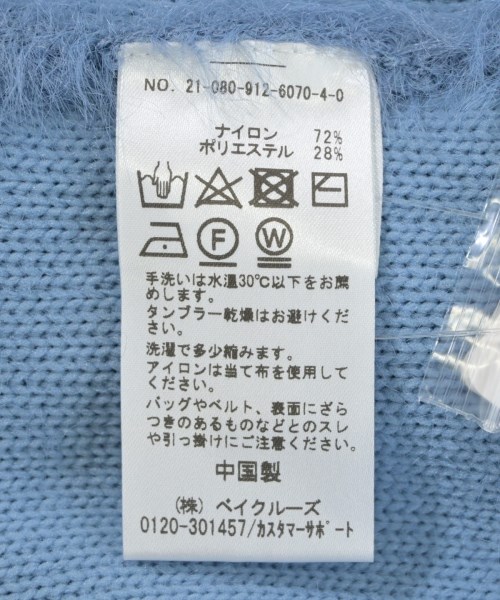 NO. 21-080-912-6070-4-0
ナイロン 72%
ポリエステル 28%
F W
手洗いは水温30℃以下をお薦
めします。
タンブラー乾燥はお避けくだ
さい。
洗濯で多少縮みます。
アイロンは当て布を使用して
ください。
バッグやベルト、表面にざら
つきのあるものなどとのスレ
や引っ掛けにご注意ください。
中国製
(株) ベイクルーズ
0120-301457/カスタマーサポート